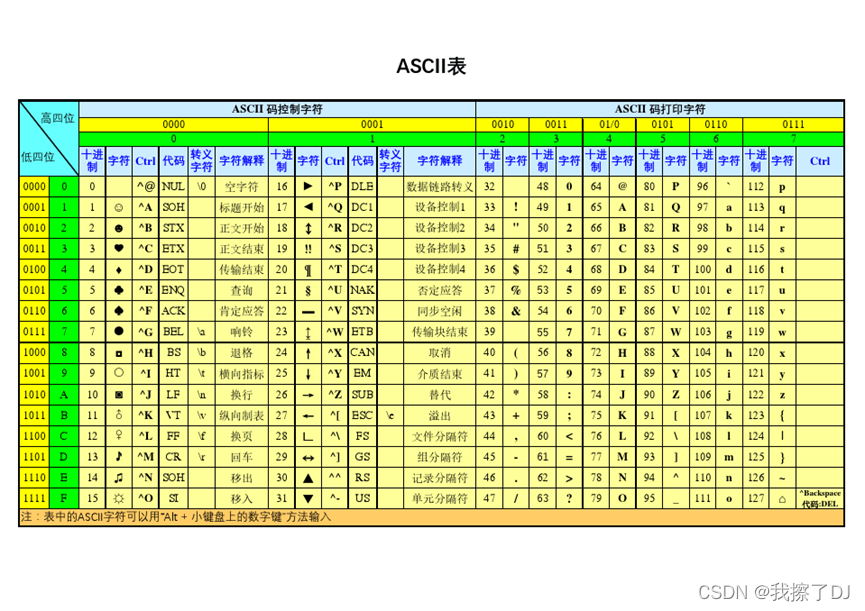 ASCII表
高四位 ASCII 码控制字符 ASCII 码打印字符
0000 0001 0010 0011 01/0 0101 0110 0111
0 1 2 3 4 5 6 7
低四位 十进制 字符 Ctrl 代码 转义字符 字符解释 十进制 字符 Ctrl 代码 转义字符 字符解释 十进制 字符 十进制 字符 十进制 字符 十进制 字符 十进制 字符 十进制 字符 Ctrl
0000 0 0 ^@ NUL \0 空字符 16 ► ^P DLE 数据链路转义 32 48 0 64 @ 80 P 96 ` 112 p
0001 1 1 ☺ ^A SOH 标题开始 17 ◄ ^Q DC1 设备控制1 33 ! 49 1 65 A 81 Q 97 a 113 q
0010 2 2 ☻ ^B STX 正文开始 18 ↕ ^R DC2 设备控制2 34 " 50 2 66 B 82 R 98 b 114 r
0011 3 3 ♥ ^C ETX 正文结束 19 ‼ ^S DC3 设备控制3 35 # 51 3 67 C 83 S 99 c 115 s
0100 4 4 ♦ ^D EOT 传输结束 20 ¶ ^T DC4 设备控制4 36 $ 52 4 68 D 84 T 100 d 116 t
0101 5 5 ♣ ^E ENQ 查询 21 § ^U NAK 否定应答 37 % 53 5 69 E 85 U 101 e 117 u
0110 6 6 ♠ ^F ACK 肯定应答 22 ▬ ^V SYN 同步空闲 38 & 54 6 70 F 86 V 102 f 118 v
0111 7 7 ● ^G BEL \a 响铃 23 ↨ ^W ETB 传输块结束 39 55 7 71 G 87 W 103 g 119 w
1000 8 8 ◘ ^H BS \b 退格 24 ↑ ^X CAN 取消 40 ( 56 8 72 H 88 X 104 h 120 x
1001 9 9 ○ ^I HT \t 横向指标 25 ↓ ^Y EM 介质结束 41 ) 57 9 73 I 89 Y 105 i 121 y
1010 A 10 ◙ ^J LF \n 换行 26 → ^Z SUB 替代 42 * 58 : 74 J 90 Z 106 j 122 z
1011 B 11 ♂ ^K VT \v 纵向制表 27 ← ^[ ESC \e 溢出 43 + 59 ; 75 K 91 [ 107 k 123 {
1100 C 12 ♀ ^L FF \f 换页 28 ∟ ^\ FS 文件分隔符 44 , 60 < 76 L 92 \ 108 l 124 |
1101 D 13 ♪ ^M CR \r 回车 29 ↔ ^] GS 组分隔符 45 - 61 = 77 M 93 ] 109 m 125 }
1110 E 14 ♫ ^N SOH 移出 30 ▲ ^^ RS 记录分隔符 46 . 62 > 78 N 94 ^ 110 n 126 ~
1111 F 15 ☼ ^O SI 移入 31 ▼ ^- US 单元分隔符 47 / 63 ? 79 O 95 _ 111 o 127 ⌂ ^Backspace 代码:DEL
注：表中的ASCII字符可以用"Alt + 小键盘上的数字键"方法输入
CSDN @我擦了DJ